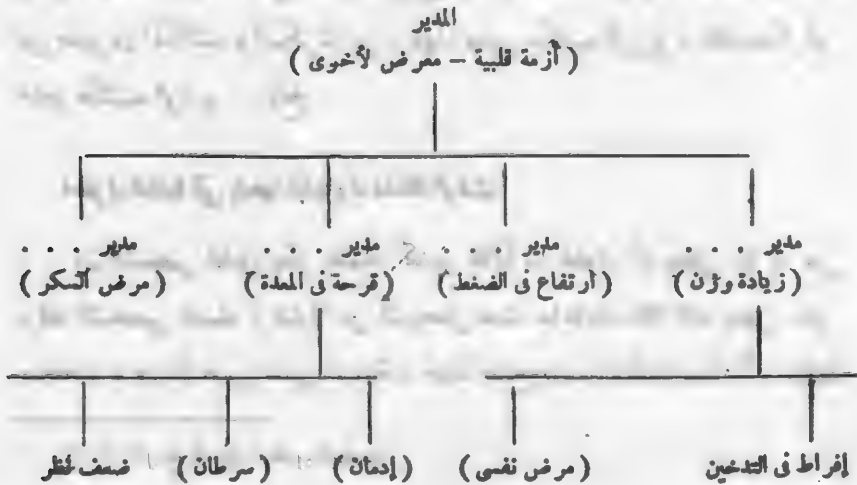 المدير
( أزمة قلبية – معرض لأخرى )
مدير . . .
( زيادة وزن )
مدير . . .
( ارتفاع فى الضغط )
مدير . . .
( قرحة فى المعدة )
مدير . . .
( مرض السكر )
إفراط فى التدخين
( مرض نفسى )
( إدمان )
( سرطان )
ضعف نظر